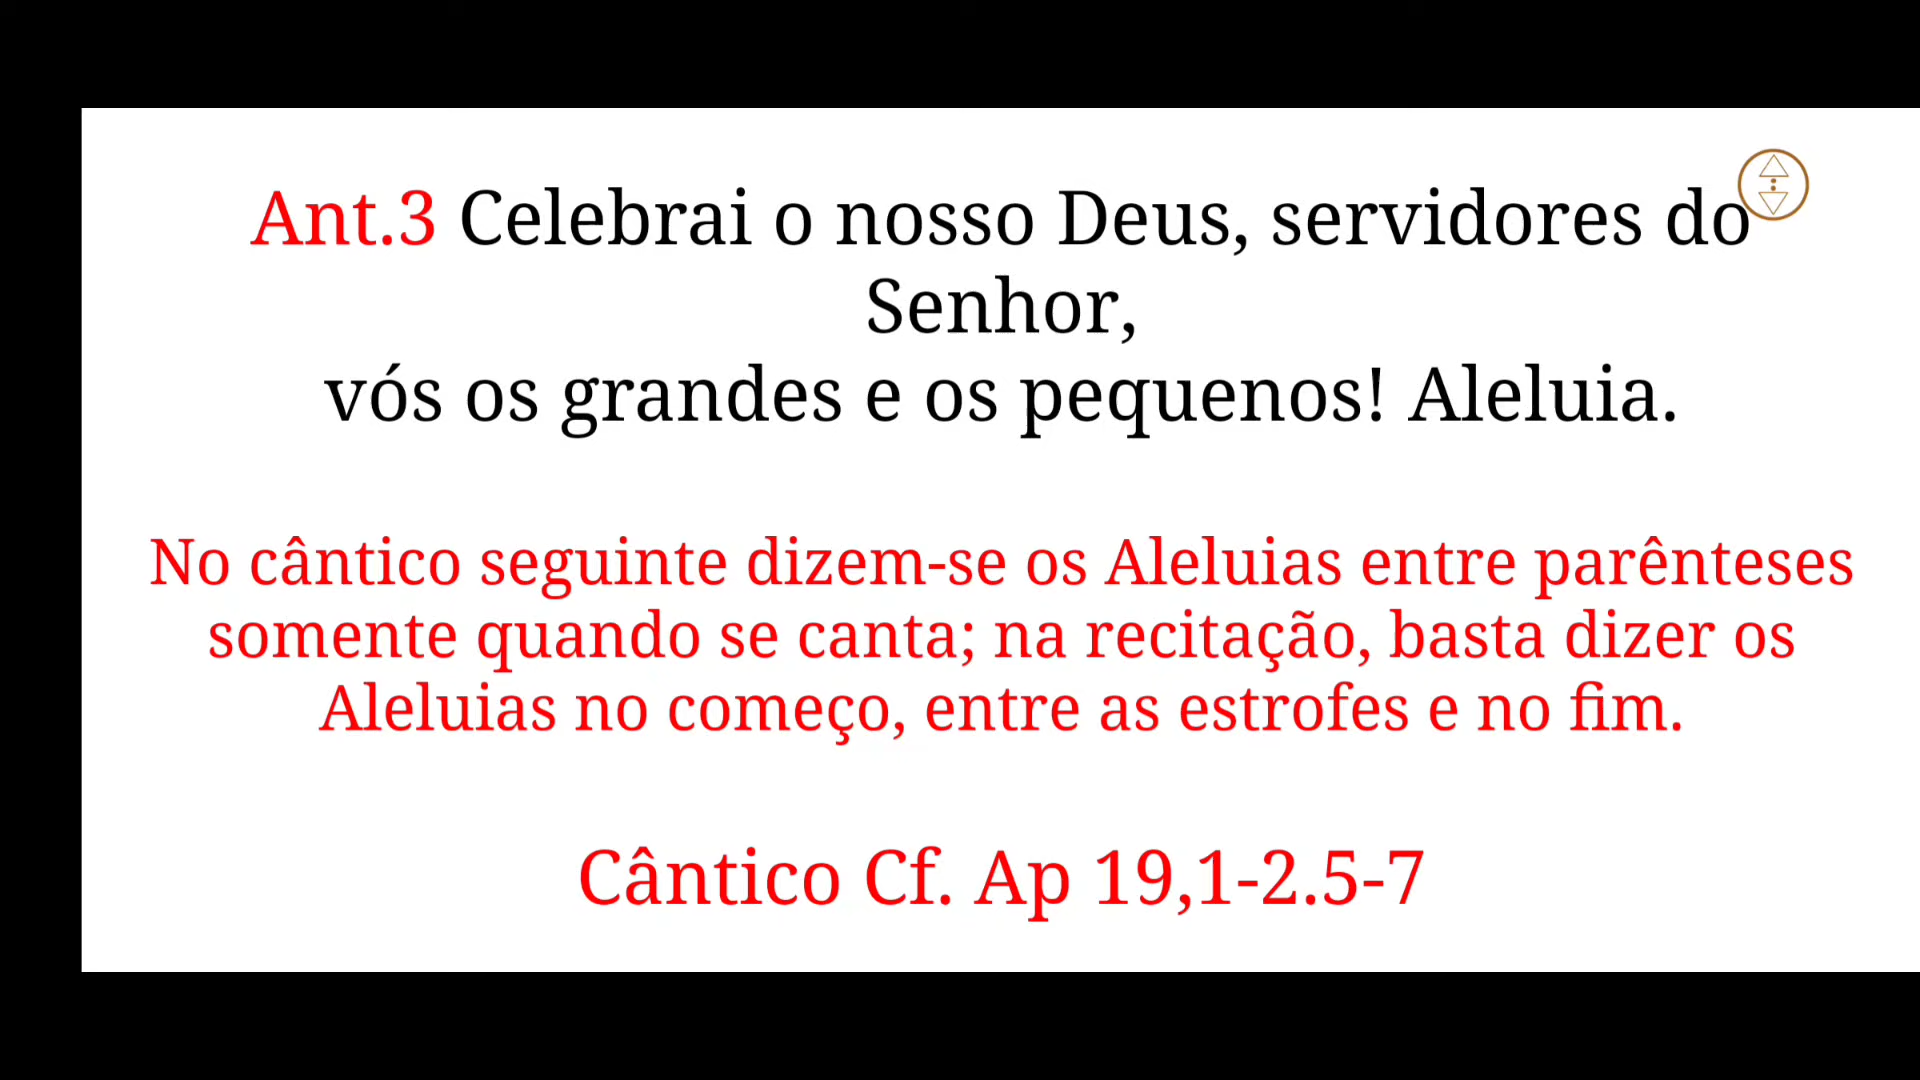 Ant.3 Celebrai o nosso Deus, servidores do
Senhor,
vós os grandes e os pequenos! Aleluia.
No cântico seguinte dizem-se os Aleluias entre parênteses
somente quando se canta; na recitação, basta dizer os
Aleluias no começo, entre as estrofes e no fim.
Cântico Cf. Ap 19,1-2.5-7